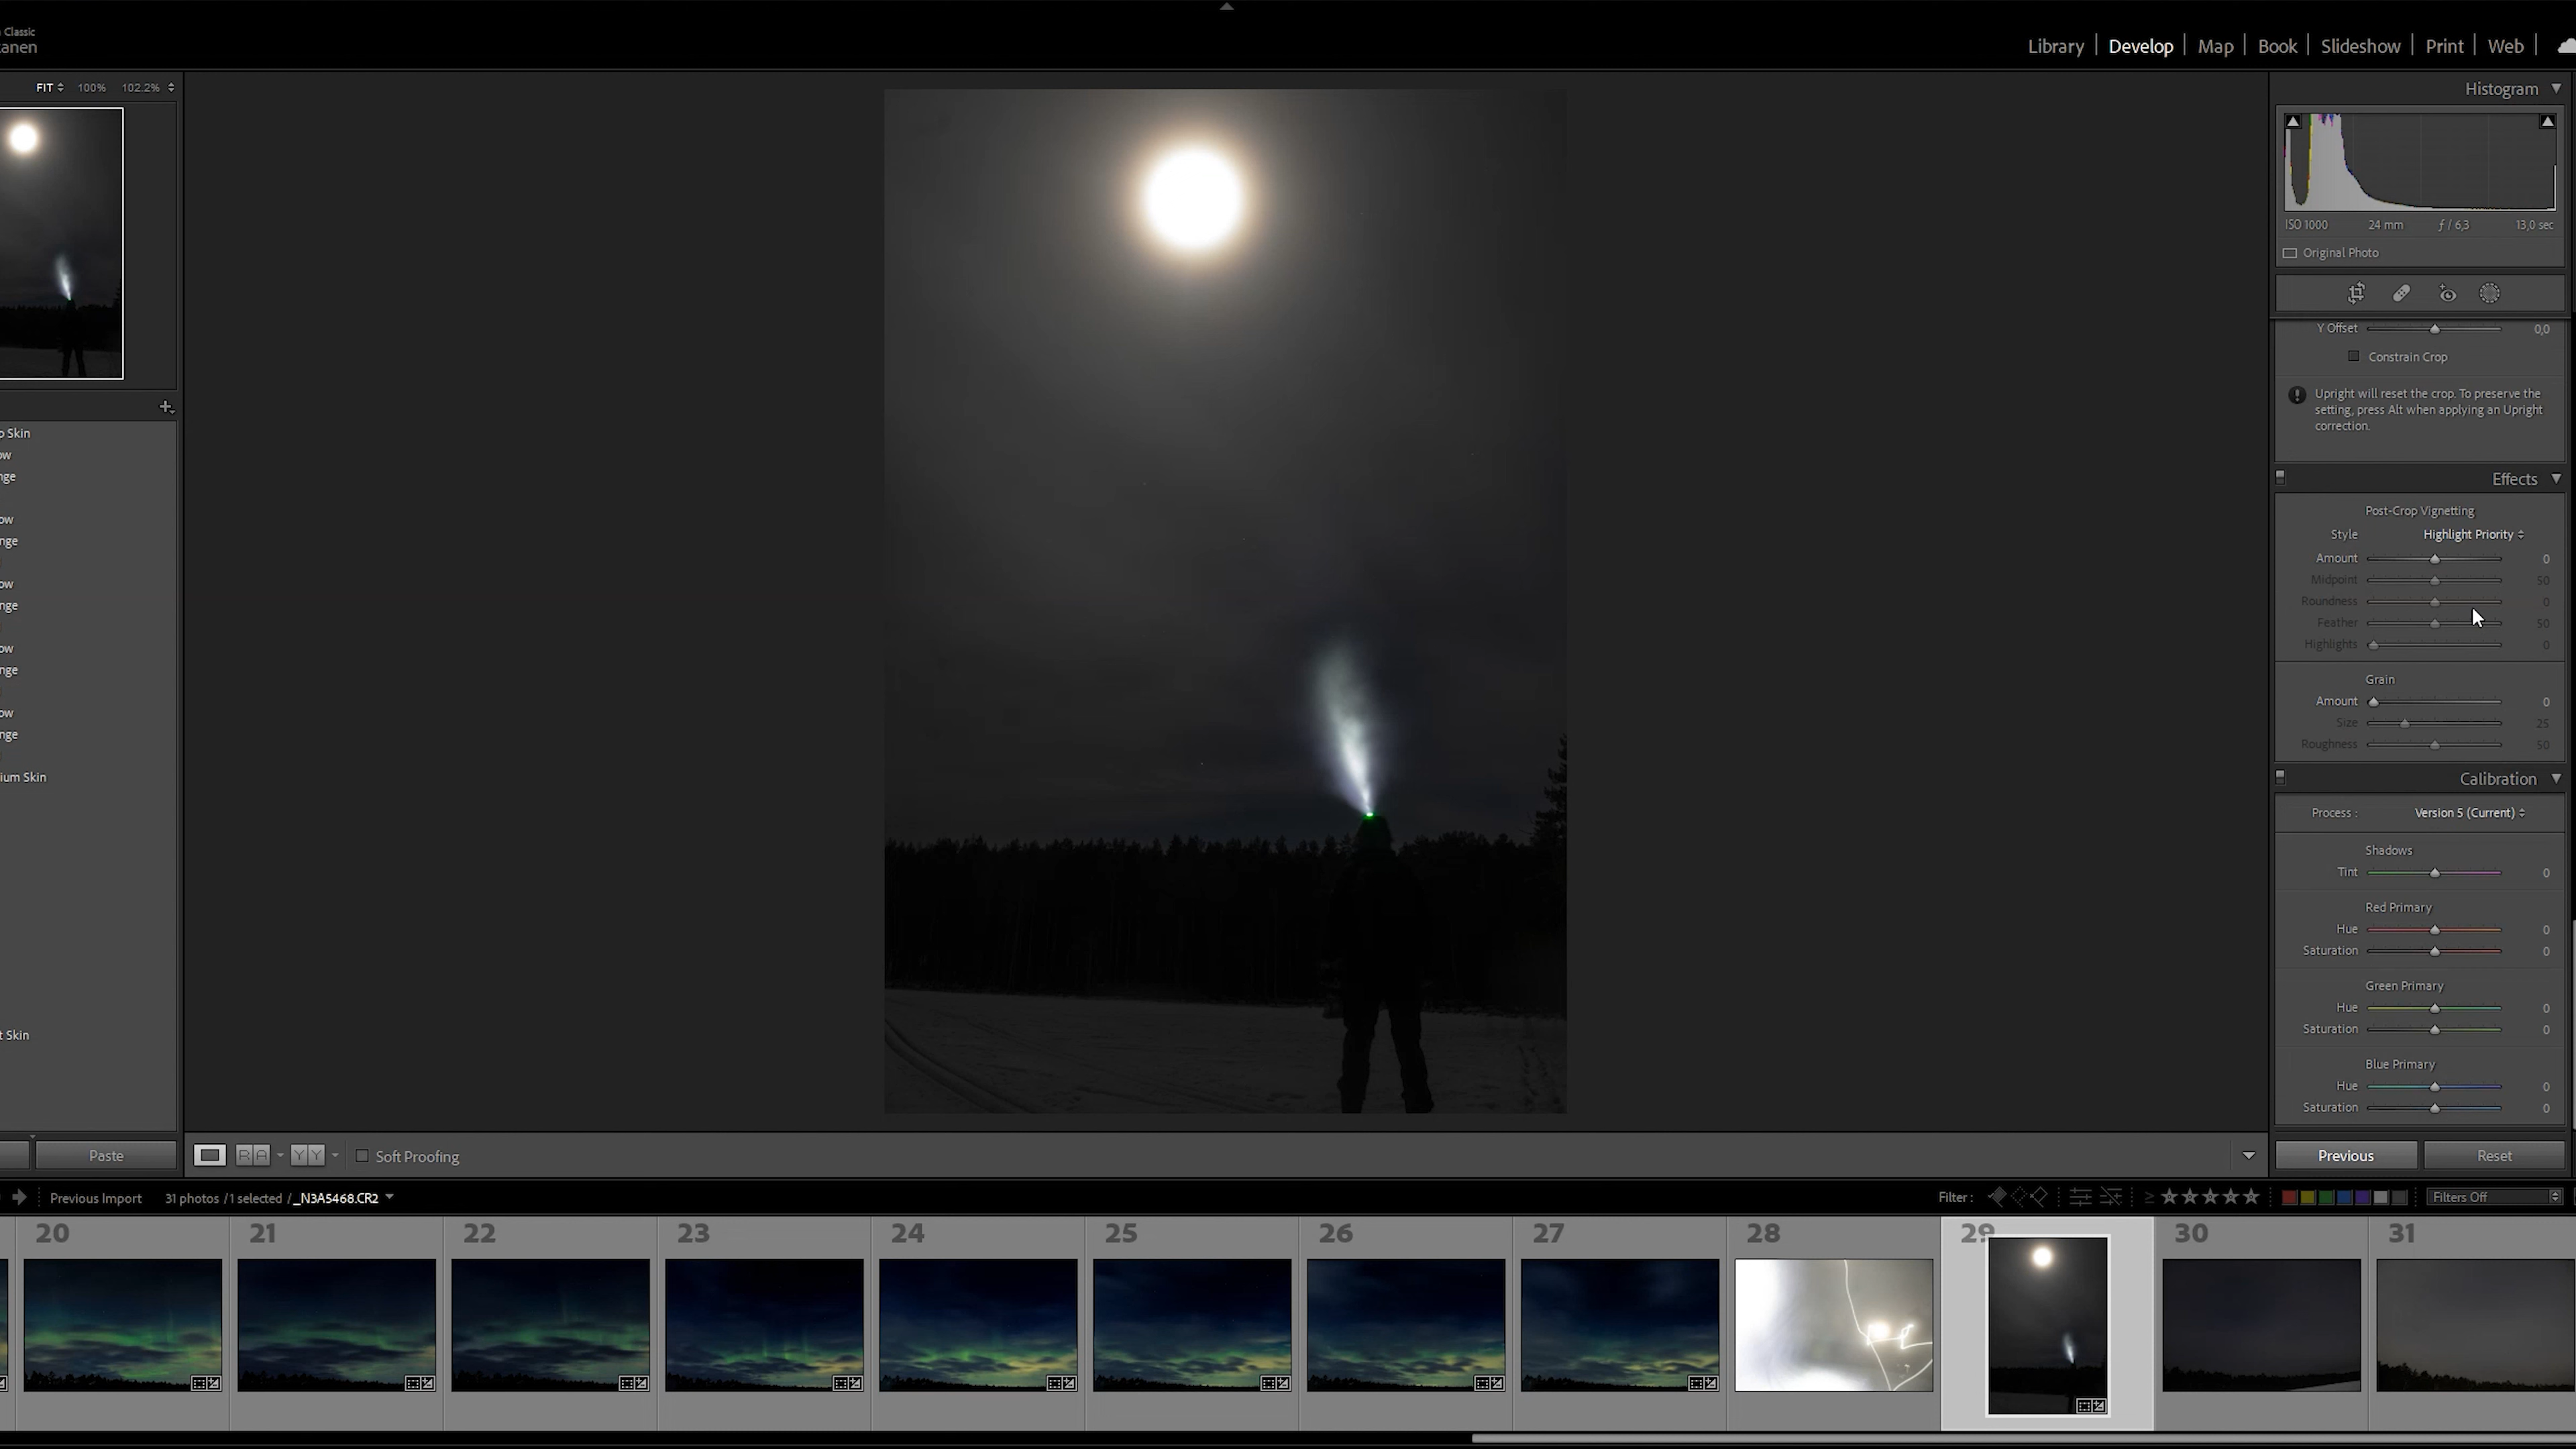 Classic
anen
Library
Develop
Map
Book
Slideshow
Print
Web
FIT
100%
102.2%
o Skin
ow
nge
ow
nge
ow
nge
ow
nge
ow
nge
ium Skin
t Skin
Paste
Histogram
ISO 1000 24 mm ƒ / 6,3 13,0 sec
Original Photo
Y Offset 0,0
Constrain Crop
Upright will reset the crop. To preserve the
setting, press Alt when applying an Upright
correction.
Effects
Post-Crop Vignetting
Style Highlight Priority
Amount 0
Midpoint 50
Roundness 0
Feather 50
Highlights 0
Grain
Amount 0
Size 25
Roughness 50
Calibration
Process : Version 5 (Current)
Shadows
Tint 0
Red Primary
Hue 0
Saturation 0
Green Primary
Hue 0
Saturation 0
Blue Primary
Hue 0
Saturation 0
Previous
Reset
R A
Y Y
Soft Proofing
Previous Import
31 photos / 1 selected / _N3A5468.CR2
Filter :
Filters Off
20
21
22
23
24
25
26
27
28
29
30
31